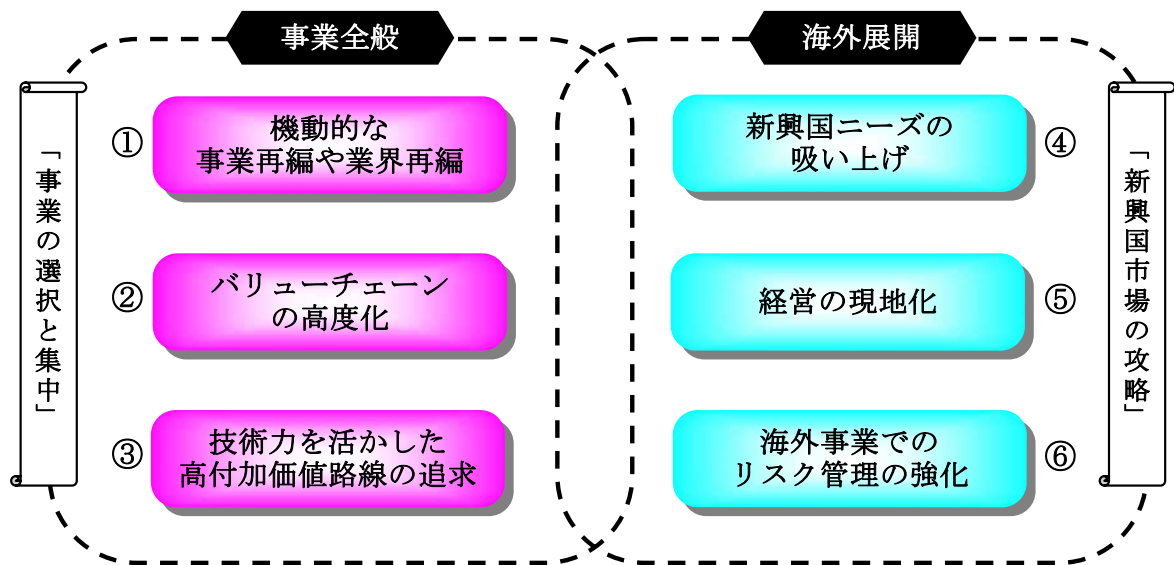 事業全般
「事業の選択と集中」
①
機動的な
事業再編や業界再編
②
バリューチェーン
の高度化
③
技術力を活かした
高付加価値路線の追求
海外展開
新興国ニーズの
吸い上げ
④
経営の現地化
⑤
海外事業での
リスク管理の強化
⑥
「新興国市場の攻略」